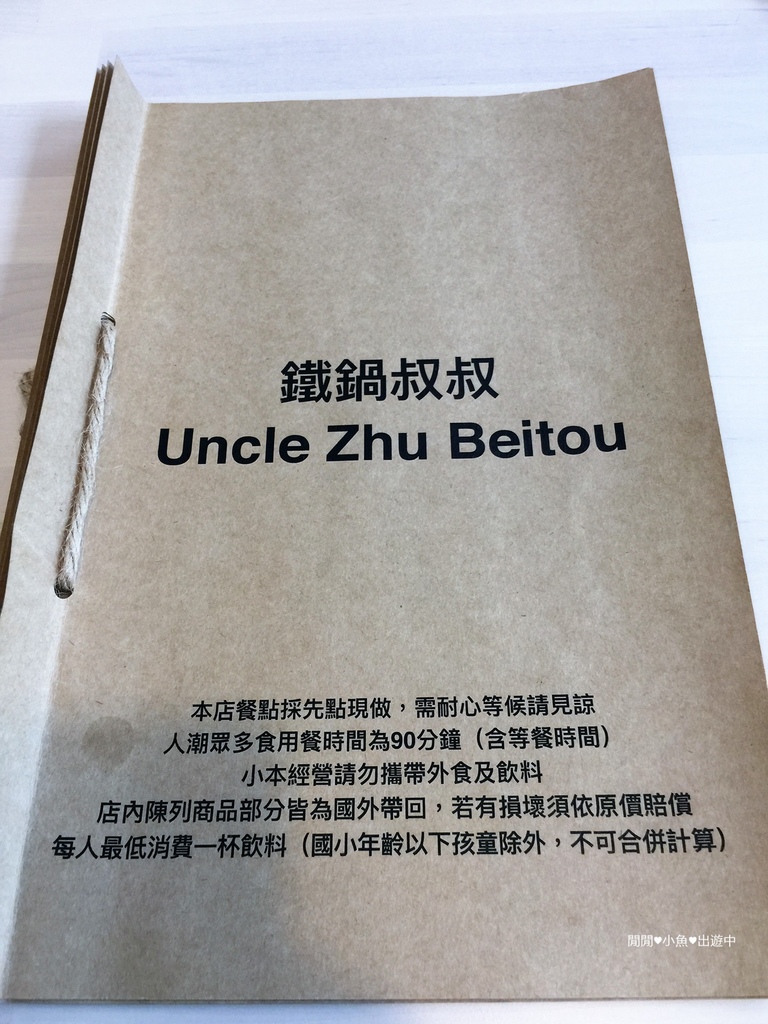 鐵鍋叔叔
Uncle Zhu Beitou
本店餐點採先點現做，需耐心等候請見諒
人潮眾多食用餐時間為90分鐘（含等餐時間）
小本經營請勿攜帶外食及飲料
店內陳列商品部分皆為國外帶回，若有損壞須依原價賠償
每人最低消費一杯飲料（國小年齡以下孩童除外，不可合併計算）
閒閒♥小魚♥出遊中